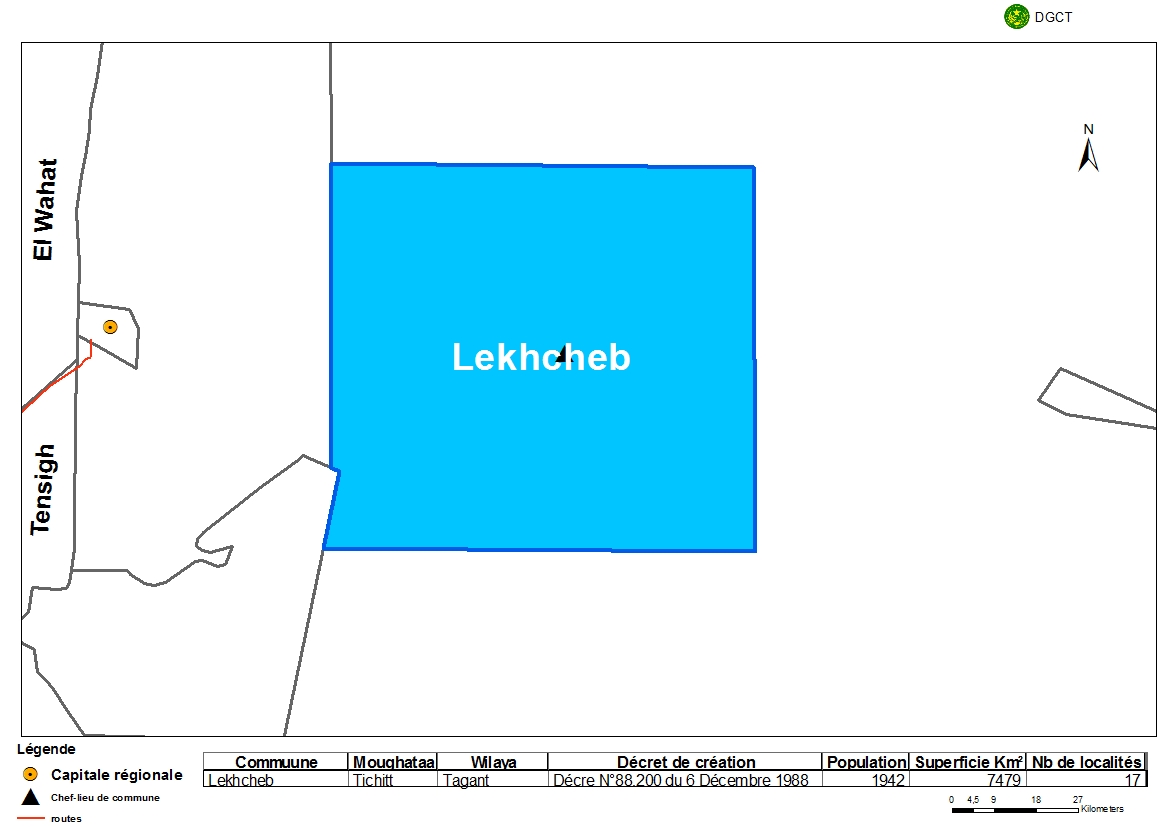 DGCT
N
El Wahat
Lekhcheb
Tensigh
Légende
Capitale régionale
Chef-lieu de commune
routes
Commuune Moughataa Wilaya Décret de création Population Superficie Km² Nb de localités
Lekhcheb Tichitt Tagant Décre N°88.200 du 6 Décembre 1988 1942 7479 17
0 4,5 9 18 27
Kilometers